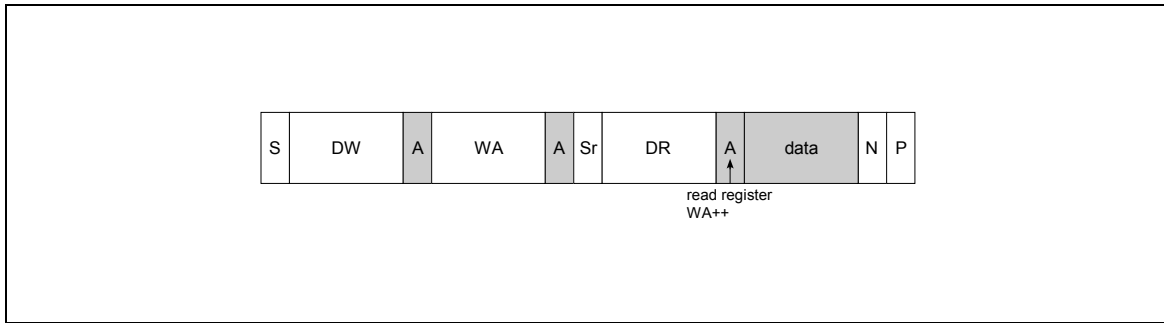 S DW A WA A Sr DR A data N P
read register
WA++